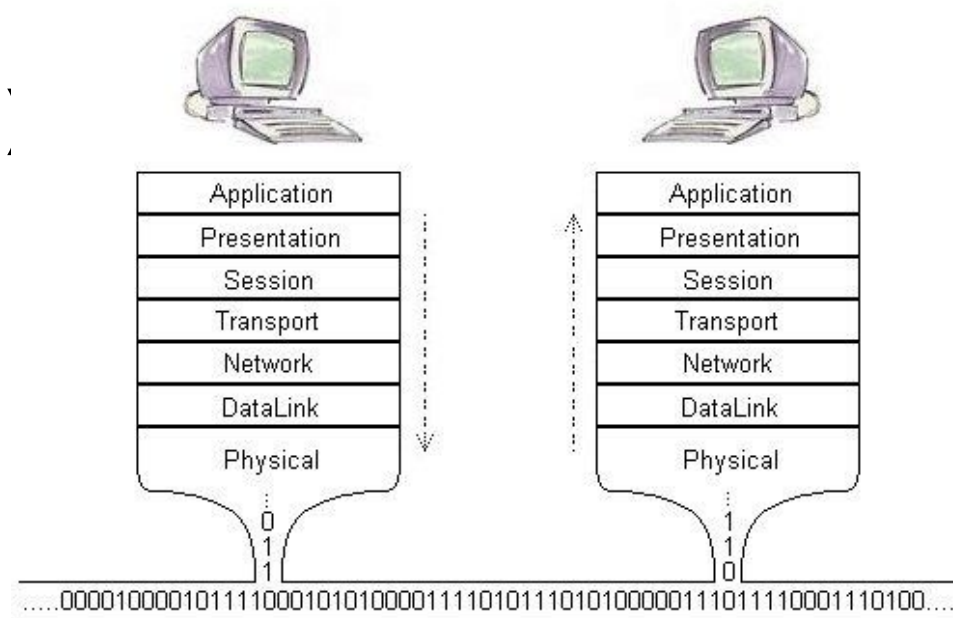 Application
Presentation
Session
Transport
Network
DataLink
Physical
0
1
1
Application
Presentation
Session
Transport
Network
DataLink
Physical
1
1
0
.....0000100001011110001010100001111010111010100000111011110001110100....